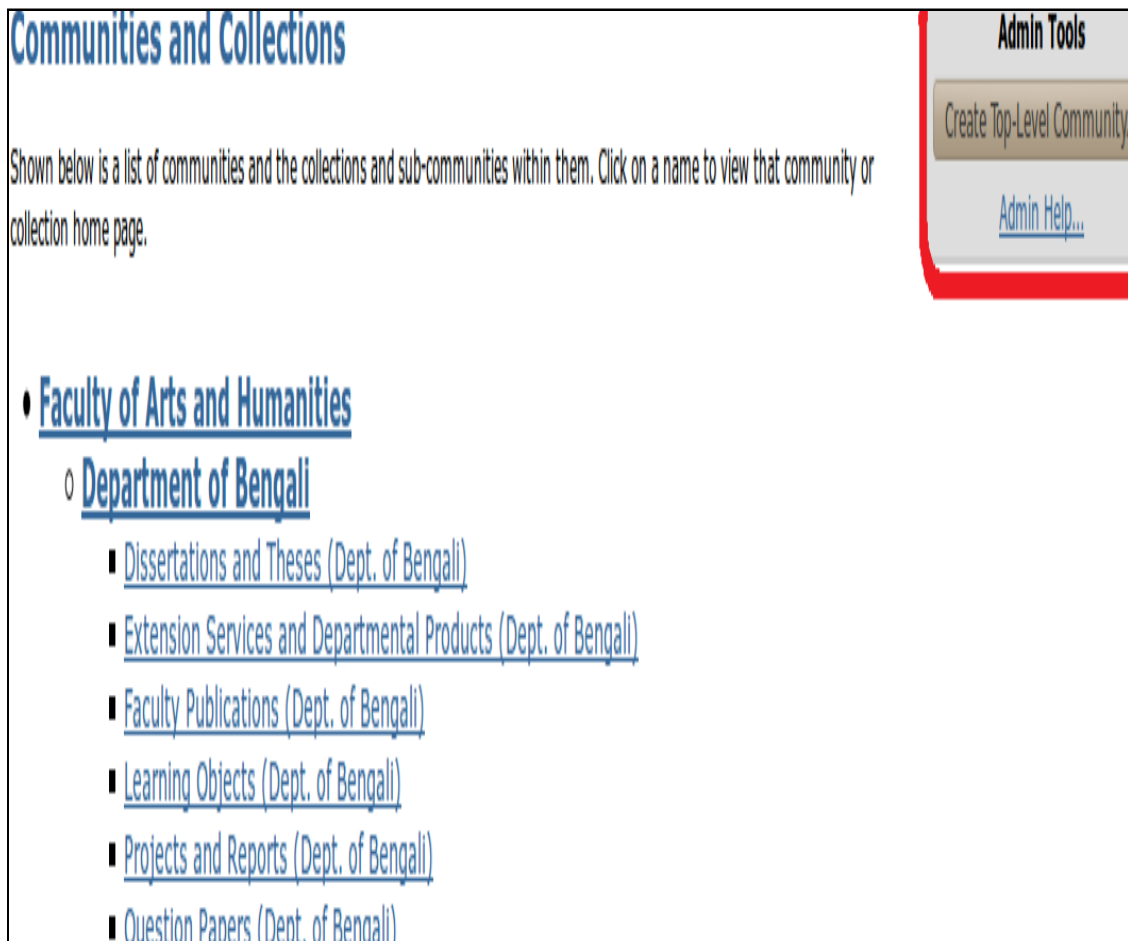 Communities and Collections
Shown below is a list of communities and the collections and sub-communities within them. Click on a name to view that community or
collection home page.
Admin Tools
Create Top-Level Community.
Admin Help...
Faculty of Arts and Humanities
Department of Bengali
Dissertations and Theses (Dept. of Bengali)
Extension Services and Departmental Products (Dept. of Bengali)
Faculty Publications (Dept. of Bengali)
Learning Objects (Dept. of Bengali)
Projects and Reports (Dept. of Bengali)
Question Papers (Dept. of Bengali)